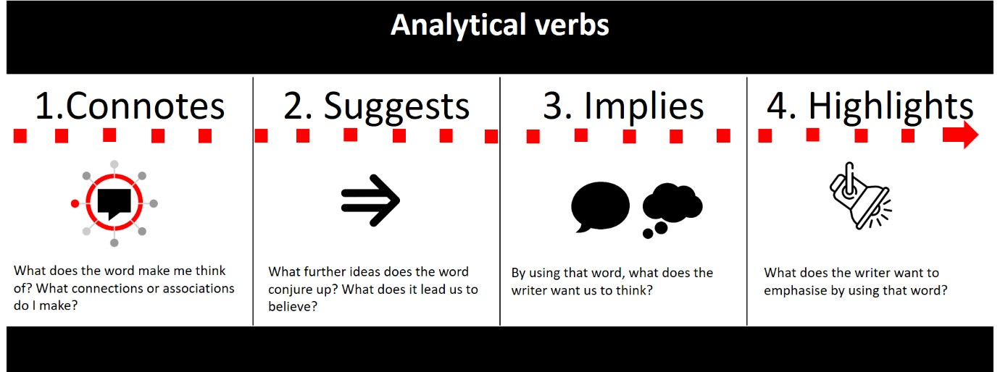 Analytical verbs
1.Connotes
2. Suggests
3. Implies
4. Highlights
What does the word make me think
of? What connections or associations
do I make?
What further ideas does the word
conjure up? What does it lead us to
believe?
By using that word, what does the
writer want us to think?
What does the writer want to
emphasise by using that word?